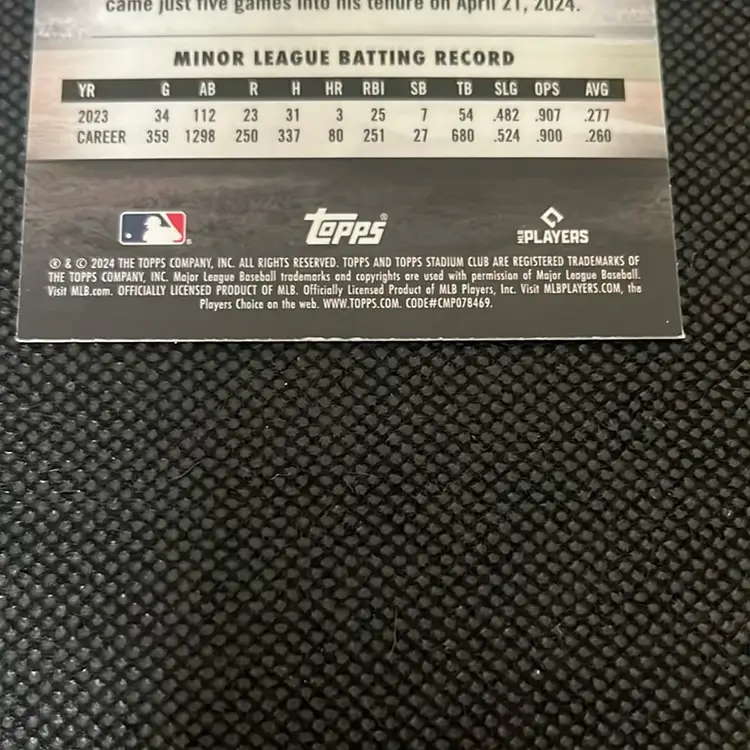 came just five games into his tenure on April 21, 2024.
MINOR LEAGUE BATTING RECORD
YR G AB R H HR RBI SB TB SLG OPS AVG
2023 34 112 23 31 3 25 7 54 .482 .907 .277
CAREER 359 1298 250 337 80 251 27 680 .524 .900 .260
Topps® MLB PLAYERS
® & © 2024 THE TOPPS COMPANY, INC. ALL RIGHTS RESERVED. TOPPS AND TOPPS STADIUM CLUB ARE REGISTERED TRADEMARKS OF
THE TOPPS COMPANY, INC. Major League Baseball trademarks and copyrights are used with permission of Major League Baseball.
Visit MLB.com. OFFICIALLY LICENSED PRODUCT OF MLB. Officially Licensed Product of MLB Players, Inc. Visit MLBPLAYERS.COM, the
Players Choice on the web. WWW.TOPPS.COM. CODE#CMP078469.